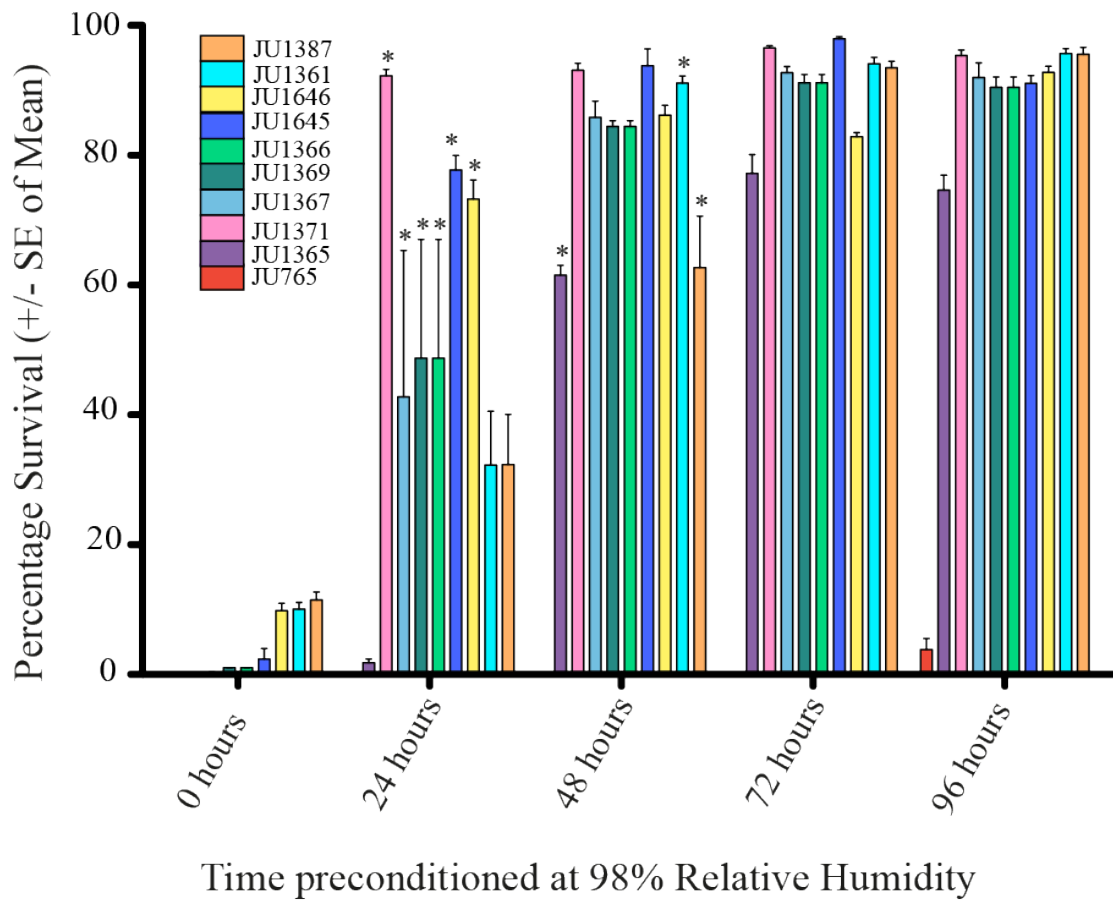 Percentage Survival (+/- SE of Mean)
100
80
60
40
20
0
JU1387
JU1361
JU1646
JU1645
JU1366
JU1369
JU1367
JU1371
JU1365
JU765
*
* * *
* *
*
*
*
0 hours
24 hours
48 hours
72 hours
96 hours
Time preconditioned at 98% Relative Humidity